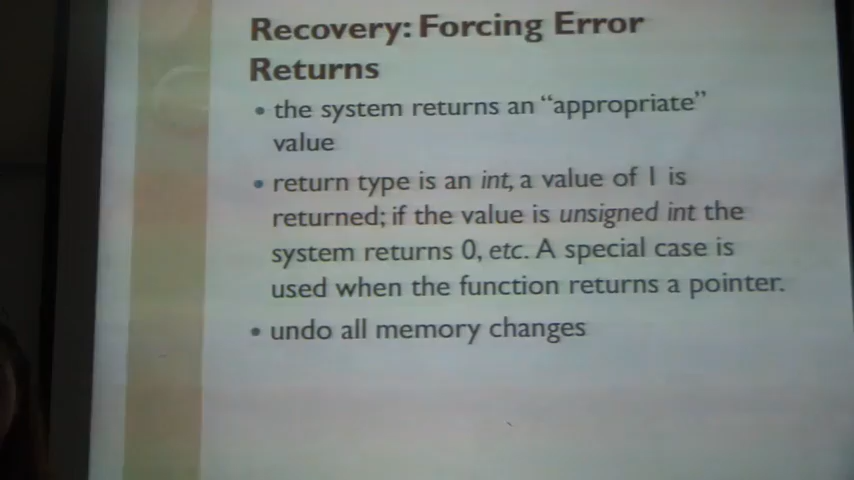 Recovery: Forcing Error
Returns
• the system returns an “appropriate”
value
• return type is an int, a value of 1 is
returned; if the value is unsigned int the
system returns 0, etc. A special case is
used when the function returns a pointer.
• undo all memory changes